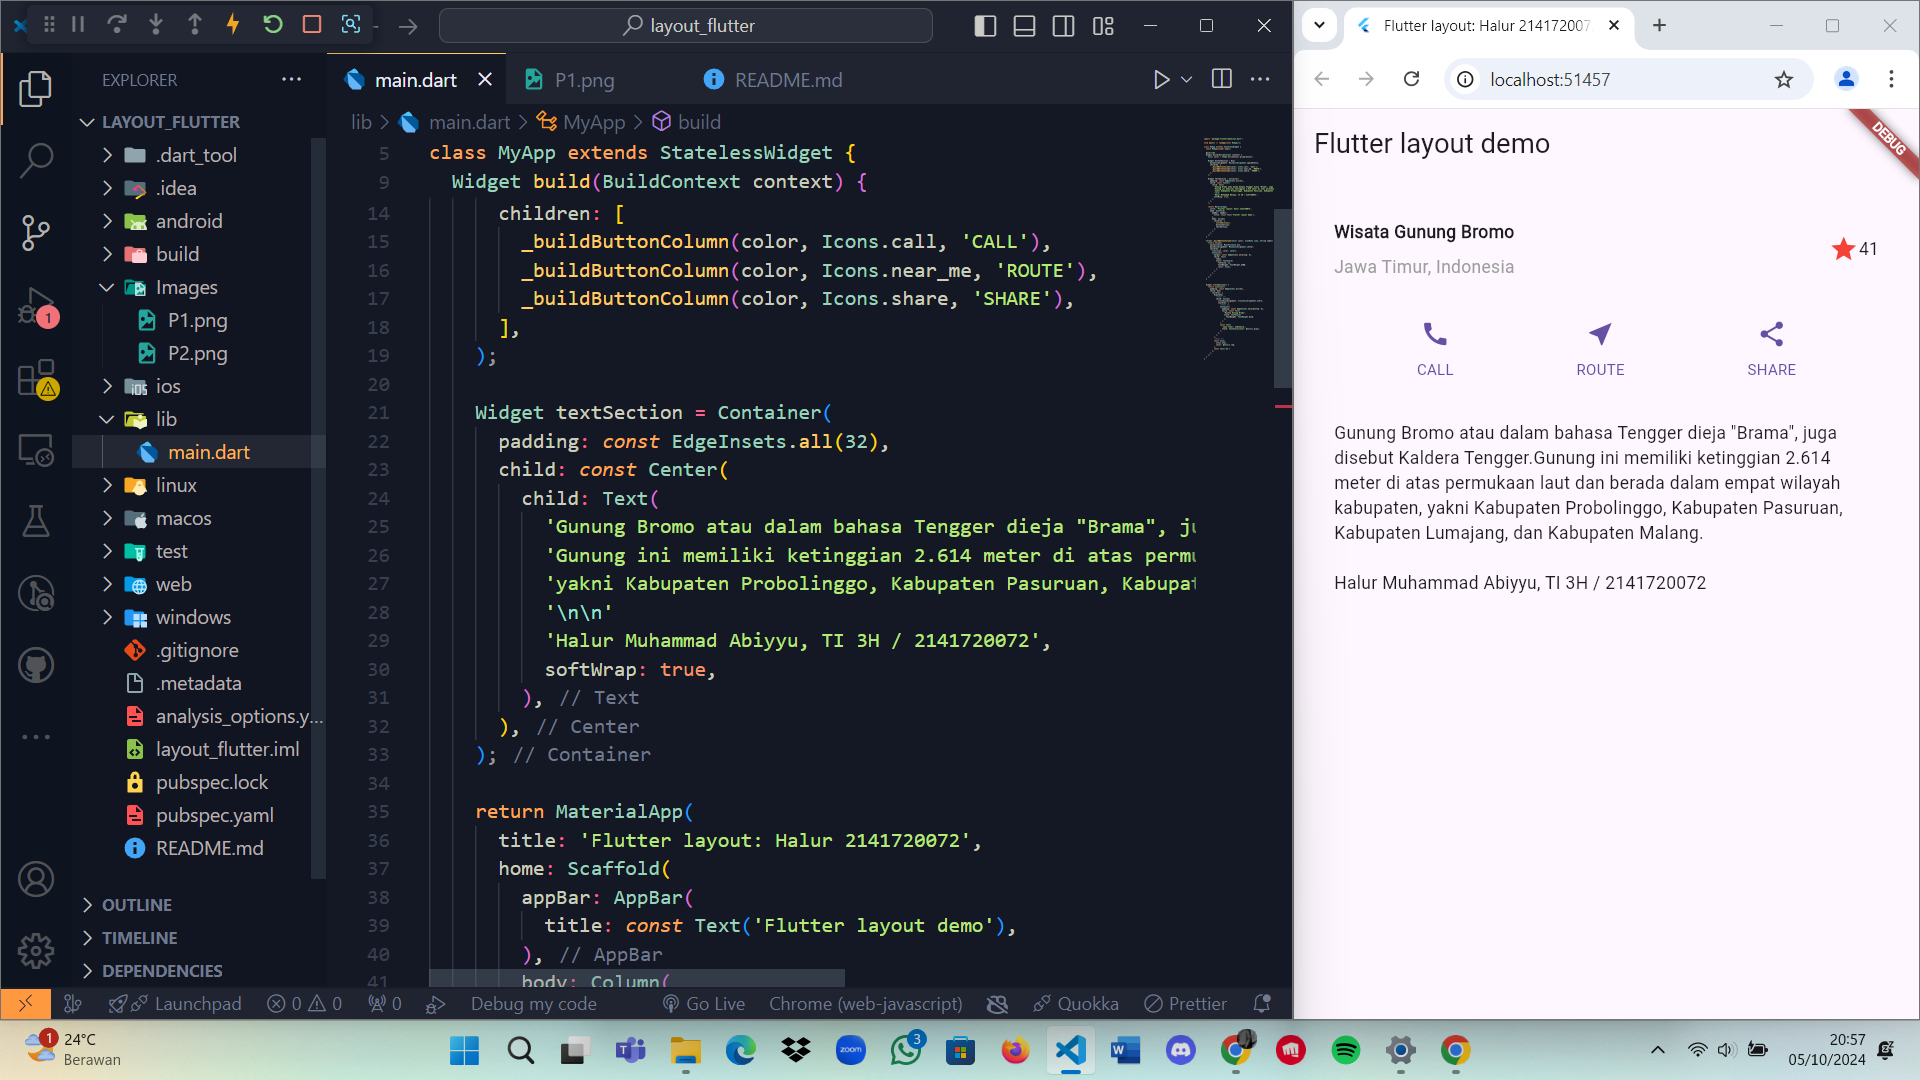 layout_flutter
EXPLORER
LAYOUT_FLUTTER
.dart_tool
.idea
android
build
Images
P1.png
P2.png
ios
lib
main.dart
linux
macos
test
web
windows
.gitignore
.metadata
analysis_options.y...
layout_flutter.iml
pubspec.lock
pubspec.yaml
README.md
OUTLINE
TIMELINE
DEPENDENCIES
1
main.dart
P1.png
README.md
lib > main.dart > MyApp > build
5 class MyApp extends StatelessWidget {
9 Widget build(BuildContext context) {
14 children: [
15 _buildButtonColumn(color, Icons.call, 'CALL'),
16 _buildButtonColumn(color, Icons.near_me, 'ROUTE'),
17 _buildButtonColumn(color, Icons.share, 'SHARE'),
18 ],
19 );
20
21 Widget textSection = Container(
22 padding: const EdgeInsets.all(32),
23 child: const Center(
24 child: Text(
25 'Gunung Bromo atau dalam bahasa Tengger dieja "Brama", ju
26 'Gunung ini memiliki ketinggian 2.614 meter di atas permu
27 'yakni Kabupaten Probolinggo, Kabupaten Pasuruan, Kabupat
28 '\n\n'
29 'Halur Muhammad Abiyyu, TI 3H / 2141720072',
30 softWrap: true,
31 ), // Text
32 ), // Center
33 ); // Container
34
35 return MaterialApp(
36 title: 'Flutter layout: Halur 2141720072',
37 home: Scaffold(
38 appBar: AppBar(
39 title: const Text('Flutter layout demo'),
40 ), // AppBar
41 body: Column(
Launchpad 0 0 0 Debug my code Go Live Chrome (web-javascript) Quokka Prettier
Flutter layout: Halur 214172007
localhost:51457
Flutter layout demo
DEBUG
Wisata Gunung Bromo
Jawa Timur, Indonesia
41
CALL ROUTE SHARE
Gunung Bromo atau dalam bahasa Tengger dieja "Brama", juga
disebut Kaldera Tengger.Gunung ini memiliki ketinggian 2.614
meter di atas permukaan laut dan berada dalam empat wilayah
kabupaten, yakni Kabupaten Probolinggo, Kabupaten Pasuruan,
Kabupaten Lumajang, dan Kabupaten Malang.
Halur Muhammad Abiyyu, TI 3H / 2141720072
1
24°C
Berawan
zoom
3
20:57
05/10/2024